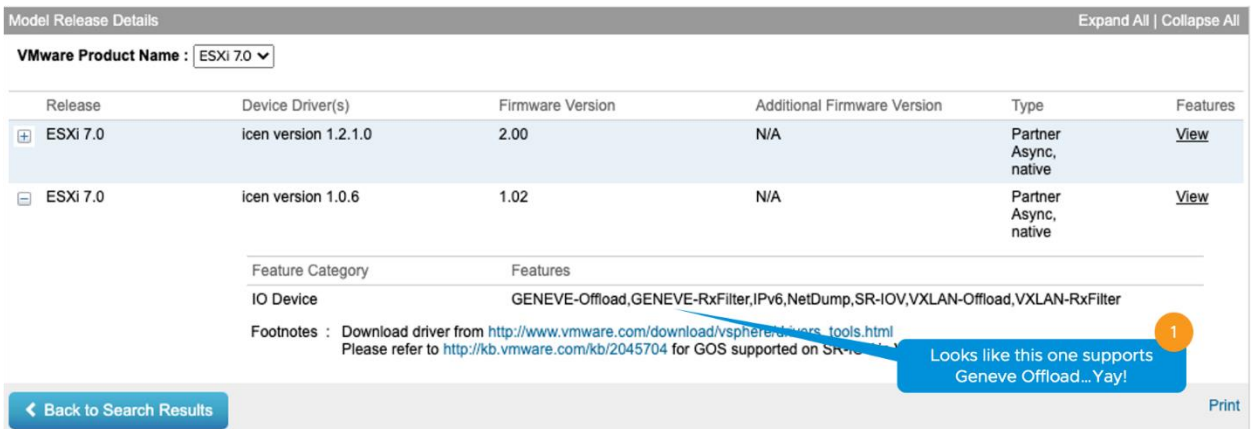 Model Release Details Expand All | Collapse All
VMware Product Name : ESXi 7.0
Release Device Driver(s) Firmware Version Additional Firmware Version Type Features
ESXi 7.0 icen version 1.2.1.0 2.00 N/A Partner View
Async,
native
ESXi 7.0 icen version 1.0.6 1.02 N/A Partner View
Async,
native
Feature Category Features
IO Device GENEVE-Offload,GENEVE-RxFilter,IPv6,NetDump,SR-IOV,VXLAN-Offload,VXLAN-RxFilter
Footnotes : Download driver from http://www.vmware.com/download/vsphere/drivers_tools.html
Please refer to http://kb.vmware.com/kb/2045704 for GOS supported on
1
Looks like this one supports
Geneve Offload...Yay!
Back to Search Results Print